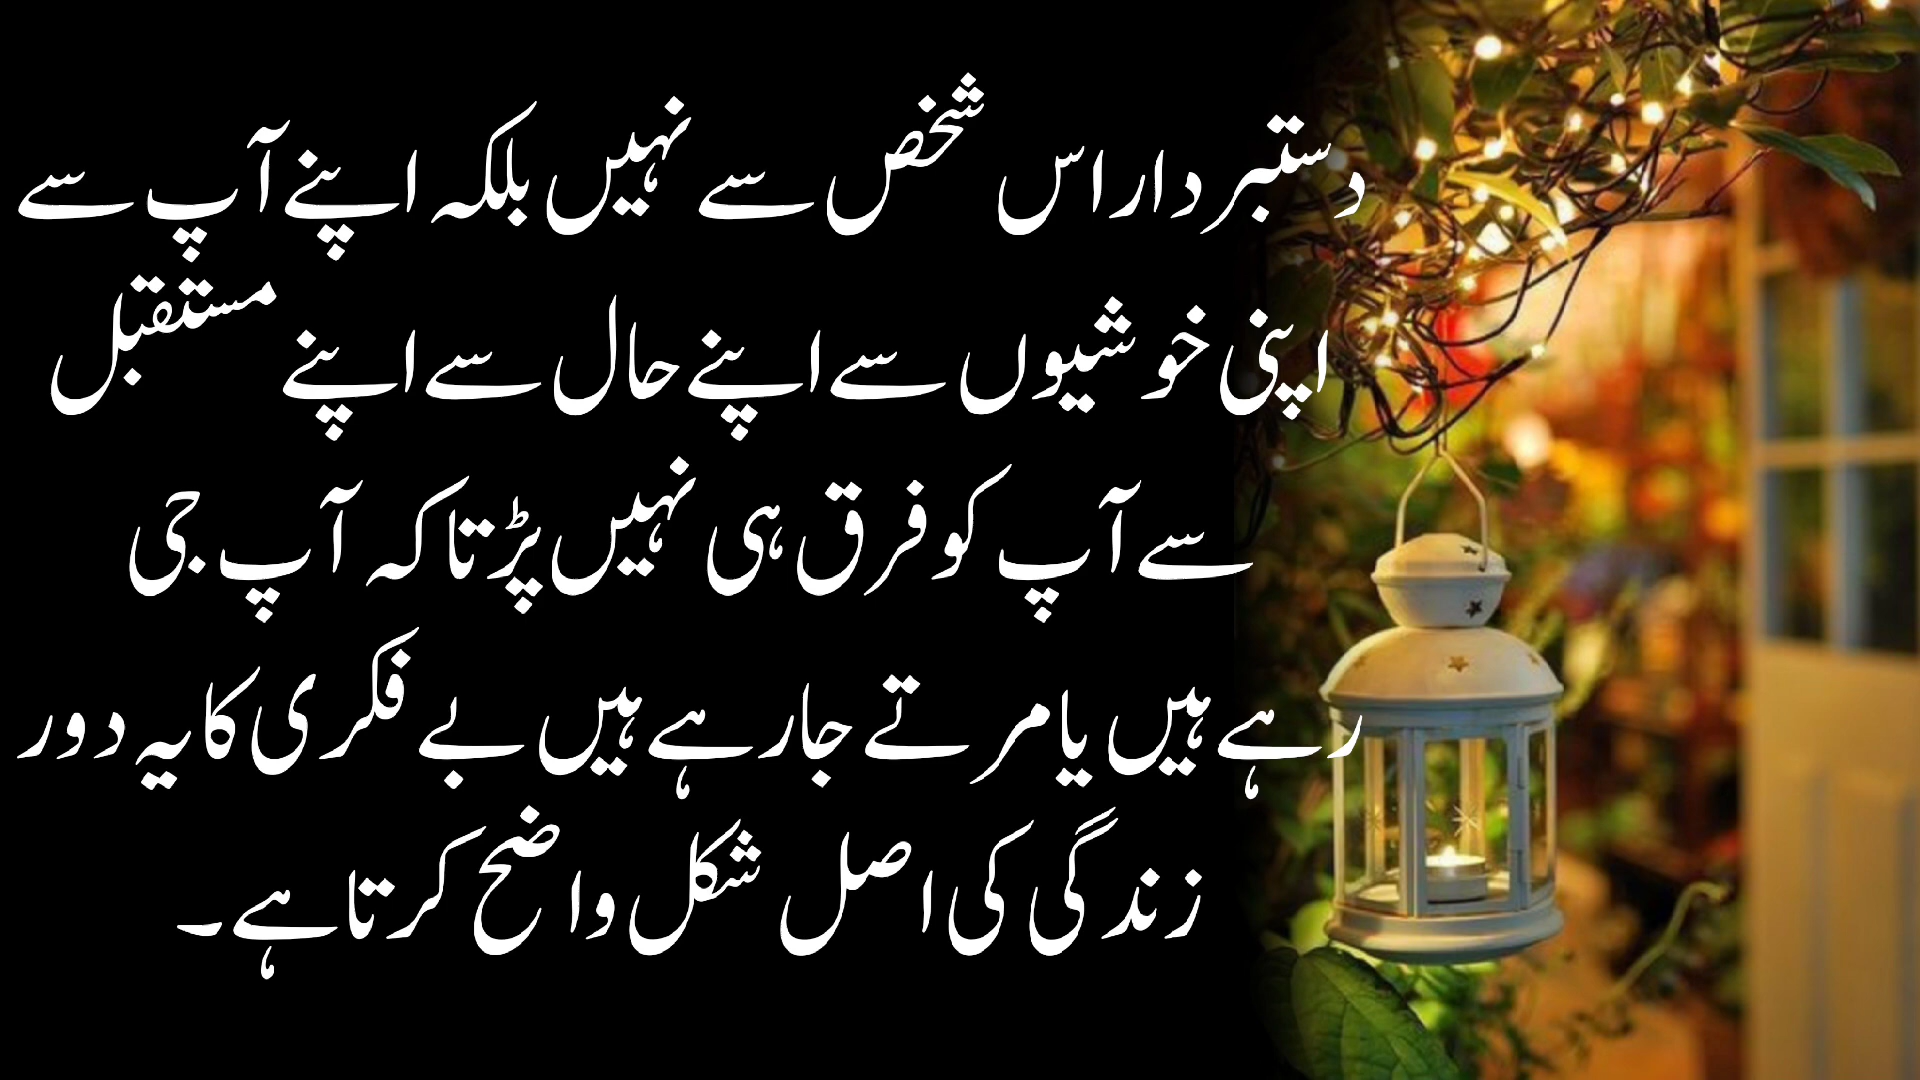 دستبردار اس شخص سے نہیں بلکہ اپنے آپ سے
اپنی خوشیوں سے اپنے حال سے اپنے مستقبل
سے آپ کو فرق ہی نہیں پڑتا کہ آپ جی
رہے ہیں یا مرتے جارہے ہیں بے فکری کا یہ دور
زندگی کی اصل شکل واضح کرتا ہے۔